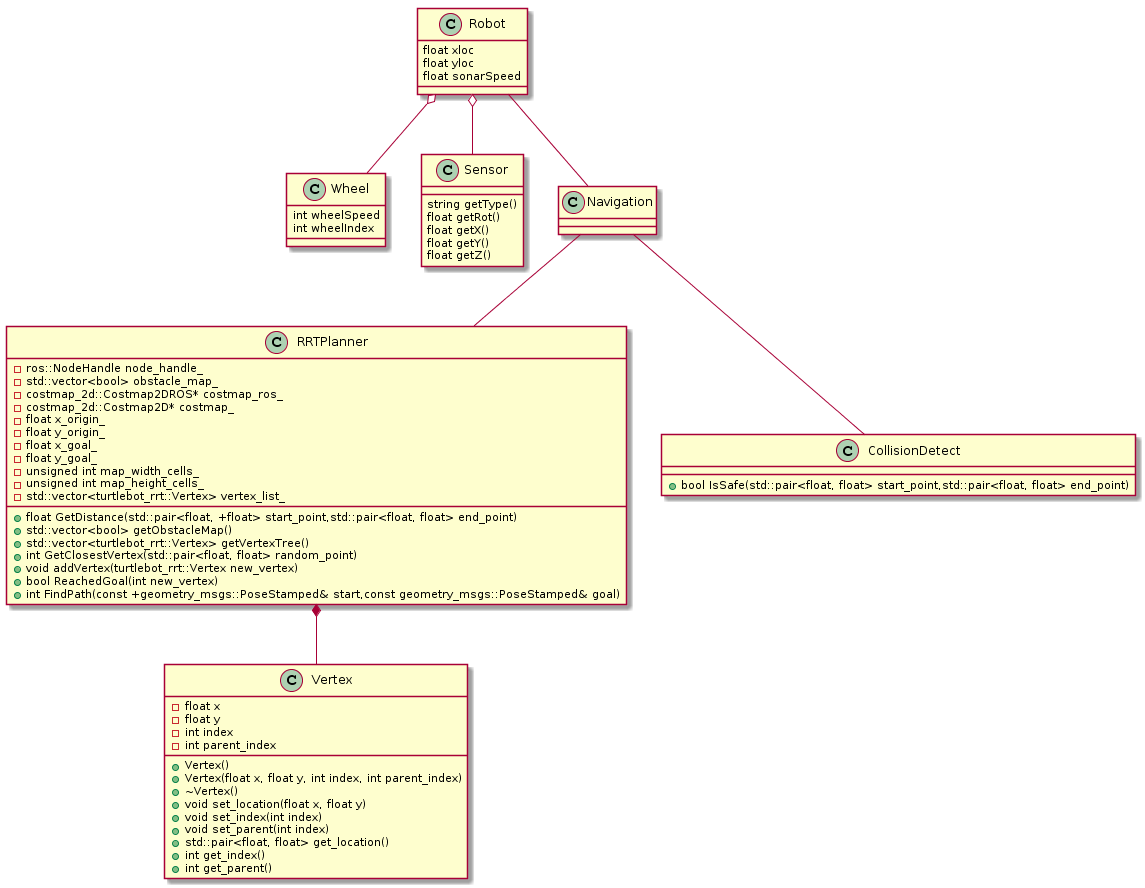 C Robot
float xloc
float yloc
float sonarSpeed
C Wheel
int wheelSpeed
int wheelIndex
C Sensor
string getType()
float getRot()
float getX()
float getY()
float getZ()
C Navigation
C RRTPlanner
ros::NodeHandle node_handle_
std::vector<bool> obstacle_map_
costmap_2d::Costmap2DROS* costmap_ros_
costmap_2d::Costmap2D* costmap_
float x_origin_
float y_origin_
float x_goal_
float y_goal_
unsigned int map_width_cells_
unsigned int map_height_cells_
std::vector<turtlebot_rrt::Vertex> vertex_list_
float GetDistance(std::pair<float, +float> start_point,std::pair<float, float> end_point)
std::vector<bool> getObstacleMap()
std::vector<turtlebot_rrt::Vertex> getVertexTree()
int GetClosestVertex(std::pair<float, float> random_point)
void addVertex(turtlebot_rrt::Vertex new_vertex)
bool ReachedGoal(int new_vertex)
int FindPath(const +geometry_msgs::PoseStamped& start,const geometry_msgs::PoseStamped& goal)
C CollisionDetect
bool IsSafe(std::pair<float, float> start_point,std::pair<float, float> end_point)
C Vertex
float x
float y
int index
int parent_index
Vertex()
Vertex(float x, float y, int index, int parent_index)
~Vertex()
void set_location(float x, float y)
void set_index(int index)
void set_parent(int index)
std::pair<float, float> get_location()
int get_index()
int get_parent()